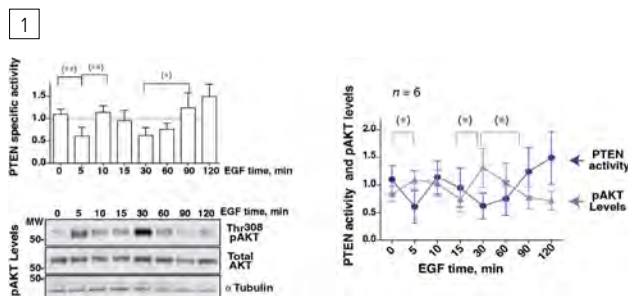 1
PTEN specific activity
1.5
1.0
0.5
0.0
(**)
(**)
(*)
0 5 10 15 30 60 90 120 EGF time, min
0 5 10 15 30 60 90 120 EGF time, min
MW
50-
50-
50-
pAKT Levels
Thr308
pAKT
Total
AKT
α Tubulin
PTEN activity and pAKT levels
n = 6
2.0
1.5
1.0
0.5
0.0
(*)
(*)
(*)
PTEN
activity
pAKT
Levels
0 5 10 15 30 60 90 120
EGF time, min